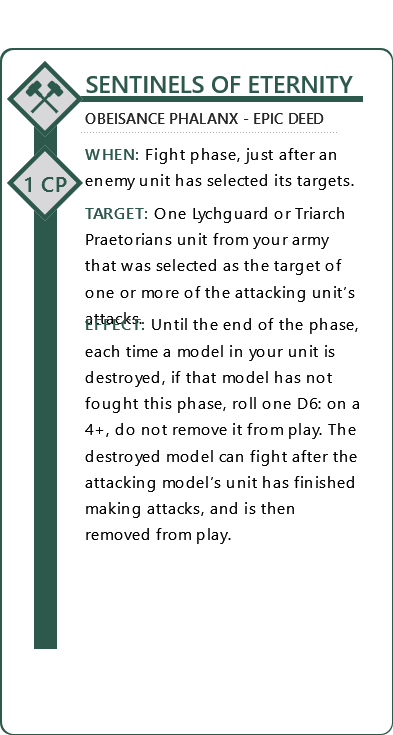 SENTINELS OF ETERNITY
OBEISANCE PHALANX - EPIC DEED
WHEN: Fight phase, just after an
enemy unit has selected its targets.
1 CP
TARGET: One Lychguard or Triarch
Praetorians unit from your army
that was selected as the target of
one or more of the attacking unit's
attacks.
EFFECT: Until the end of the phase,
each time a model in your unit is
destroyed, if that model has not
fought this phase, roll one D6: on a
4+, do not remove it from play. The
destroyed model can fight after the
attacking model's unit has finished
making attacks, and is then
removed from play.